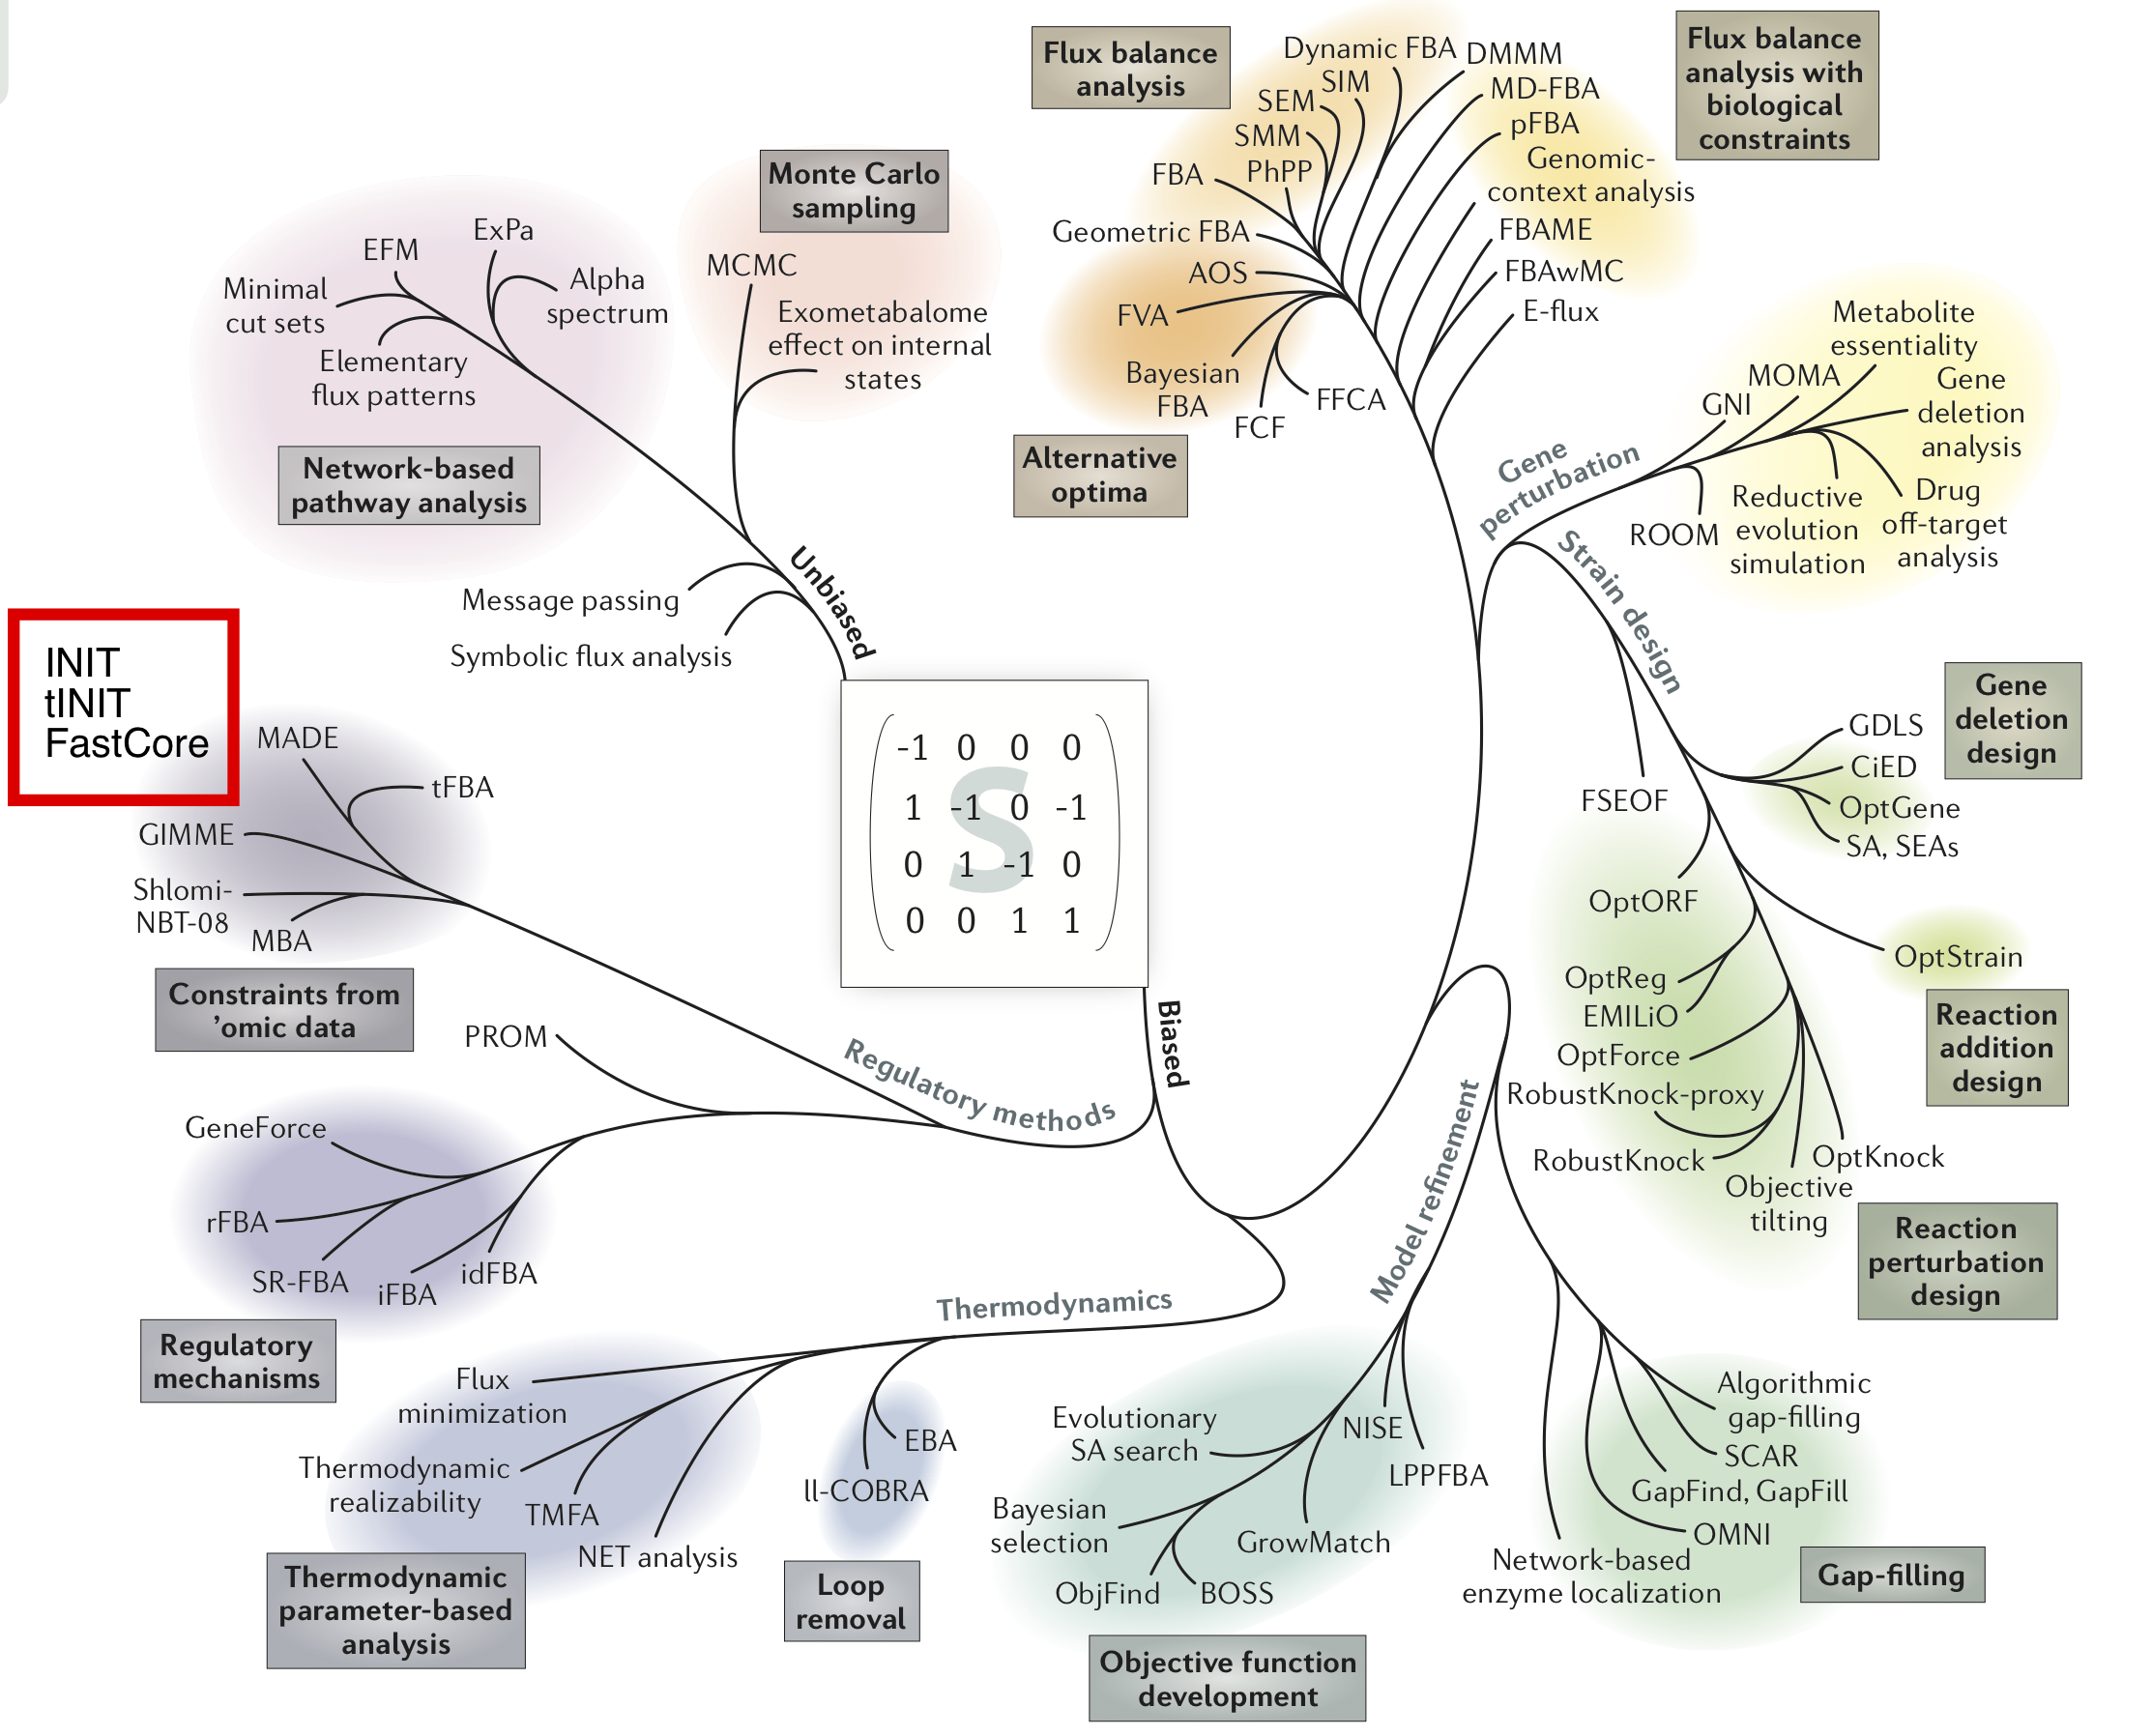 Flux balance
analysis
Dynamic FBA
DMMM
SIM
MD-FBA
SEM
pFBA
SMM
Genomic-
context analysis
PhPP
FBA
FBAME
Geometric FBA
FBAwMC
AOS
E-flux
FVA
Bayesian
FBA
FFCA
FCF
Flux balance
analysis with
biological
constraints
Alternative
optima
Monte Carlo
sampling
MCMC
Exometabalome
effect on internal
states
ExPa
EFM
Alpha
spectrum
Minimal
cut sets
Elementary
flux patterns
Network-based
pathway analysis
Unbiased
Message passing
Symbolic flux analysis
Gene
perturbation
Metabolite
essentiality
MOMA
Gene
deletion
analysis
GNI
ROOM
Reductive
evolution
simulation
Drug
off-target
analysis
Strain design
Gene
deletion
design
GDLS
CiED
OptGene
SA, SEAs
FSEOF
OptORF
OptStrain
OptReg
EMILiO
OptForce
RobustKnock-proxy
RobustKnock
OptKnock
Objective
tilting
Reaction
addition
design
Reaction
perturbation
design
INIT
tINIT
FastCore
MADE
tFBA
GIMME
Shlomi-
NBT-08
MBA
Constraints from
’omic data
S
-1 0 0 0
1 -1 0 -1
0 1 -1 0
0 0 1 1
Biased
Regulatory methods
PROM
GeneForce
rFBA
SR-FBA
iFBA
idFBA
Regulatory
mechanisms
Thermodynamics
Flux
minimization
Thermodynamic
realizability
TMFA
NET analysis
Thermodynamic
parameter-based
analysis
EBA
ll-COBRA
Loop
removal
Model refinement
Evolutionary
SA search
NISE
LPPFBA
Bayesian
selection
GrowMatch
ObjFind
BOSS
Objective function
development
Algorithmic
gap-filling
SCAR
GapFind, GapFill
OMNI
Network-based
enzyme localization
Gap-filling